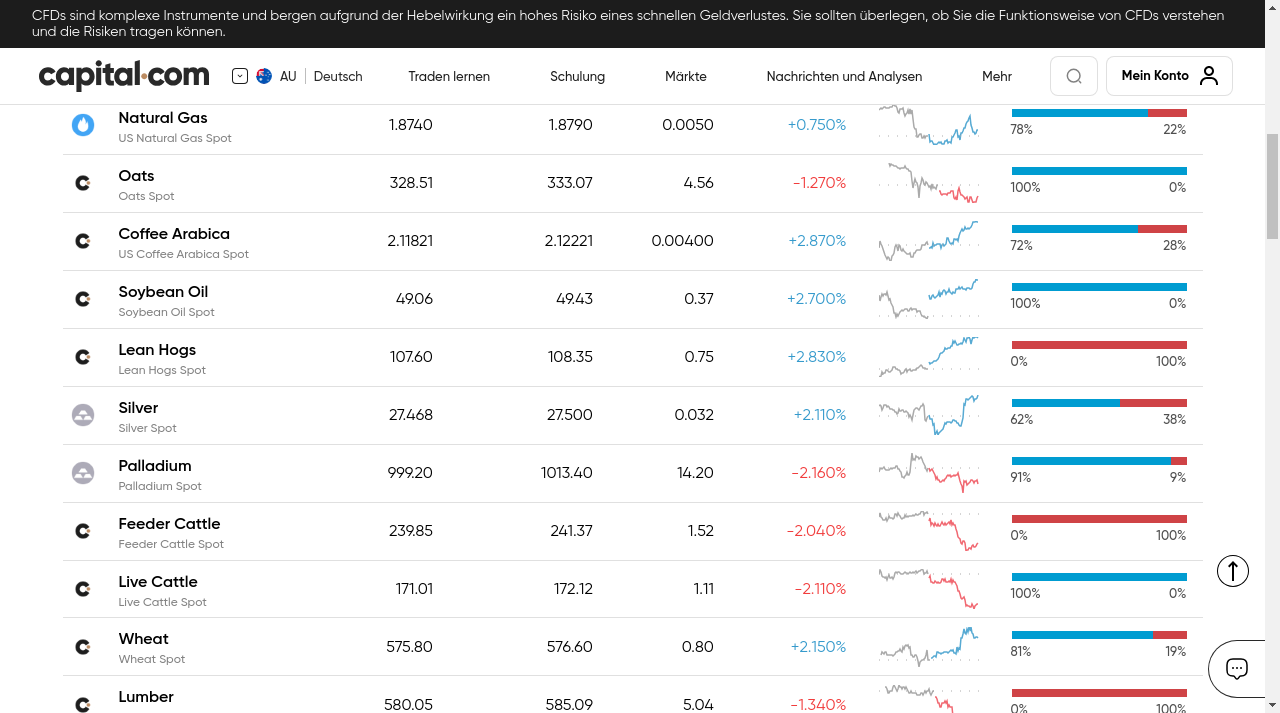 CFDs sind komplexe Instrumente und bergen aufgrund der Hebelwirkung ein hohes Risiko eines schnellen Geldverlustes. Sie sollten überlegen, ob Sie die Funktionsweise von CFDs verstehen
und die Risiken tragen können.
capital.com AU Deutsch Traden lernen Schulung Märkte Nachrichten und Analysen Mehr Mein Konto
Natural Gas 1.8740 1.8790 0.0050 +0.750% 78% 22%
US Natural Gas Spot
Oats 328.51 333.07 4.56 -1.270% 100% 0%
Oats Spot
Coffee Arabica 2.11821 2.12221 0.00400 +2.870% 72% 28%
US Coffee Arabica Spot
Soybean Oil 49.06 49.43 0.37 +2.700% 100% 0%
Soybean Oil Spot
Lean Hogs 107.60 108.35 0.75 +2.830% 0% 100%
Lean Hogs Spot
Silver 27.468 27.500 0.032 +2.110% 62% 38%
Silver Spot
Palladium 999.20 1013.40 14.20 -2.160% 91% 9%
Palladium Spot
Feeder Cattle 239.85 241.37 1.52 -2.040% 0% 100%
Feeder Cattle Spot
Live Cattle 171.01 172.12 1.11 -2.110% 100% 0%
Live Cattle Spot
Wheat 575.80 576.60 0.80 +2.150% 81% 19%
Wheat Spot
Lumber 580.05 585.09 5.04 -1.340% 0% 100%